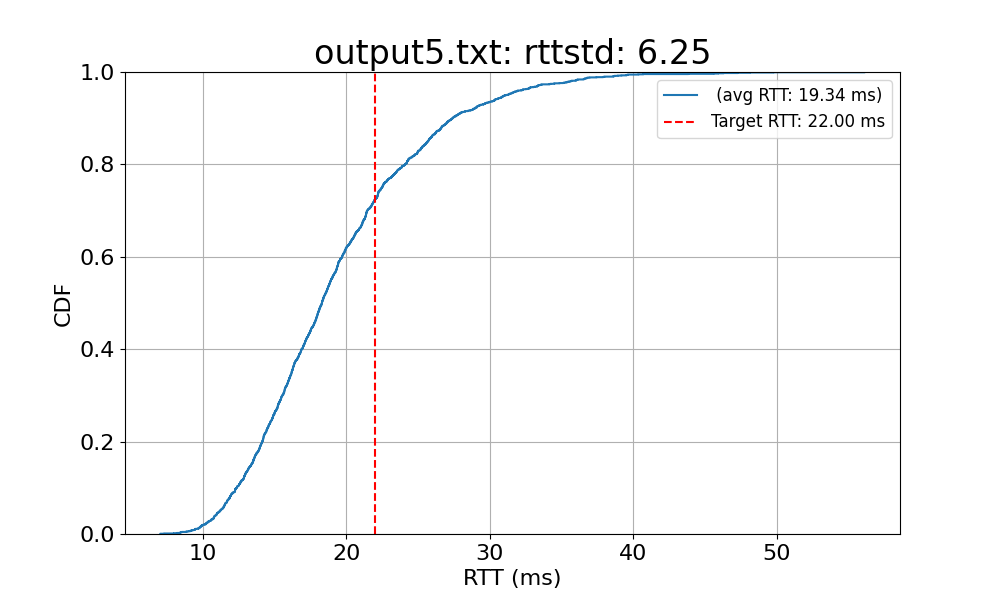 output5.txt: rttstd: 6.25
(avg RTT: 19.34 ms)
Target RTT: 22.00 ms
CDF
1.0
0.8
0.6
0.4
0.2
0.0
10 20 30 40 50
RTT (ms)